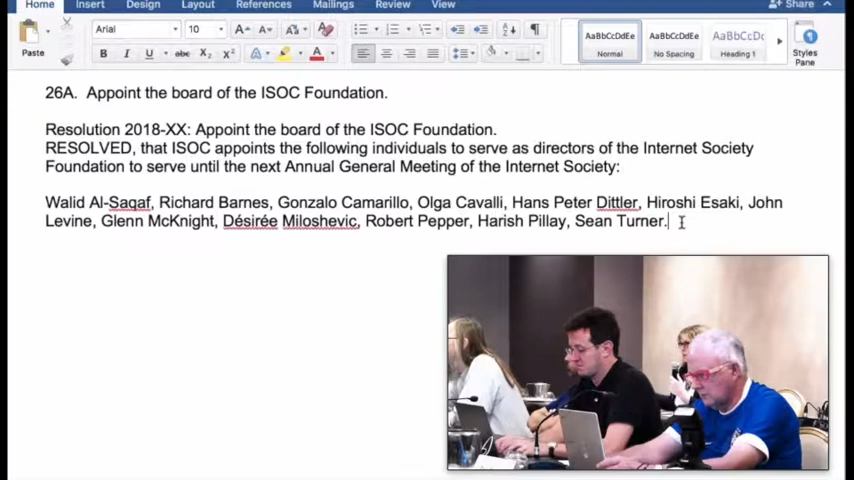 Home Insert Design Layout References Mailings Review View Share
Paste Arial 10 AaBbCcDdEe AaBbCcDdEe AaBbCcDc
Normal No Spacing Heading 1 Styles Pane
26A. Appoint the board of the ISOC Foundation.
Resolution 2018-XX: Appoint the board of the ISOC Foundation.
RESOLVED, that ISOC appoints the following individuals to serve as directors of the Internet Society
Foundation to serve until the next Annual General Meeting of the Internet Society:
Walid Al-Saqaf, Richard Barnes, Gonzalo Camarillo, Olga Cavalli, Hans Peter Dittler, Hiroshi Esaki, John
Levine, Glenn McKnight, Désirée Miloshevic, Robert Pepper, Harish Pillay, Sean Turner.